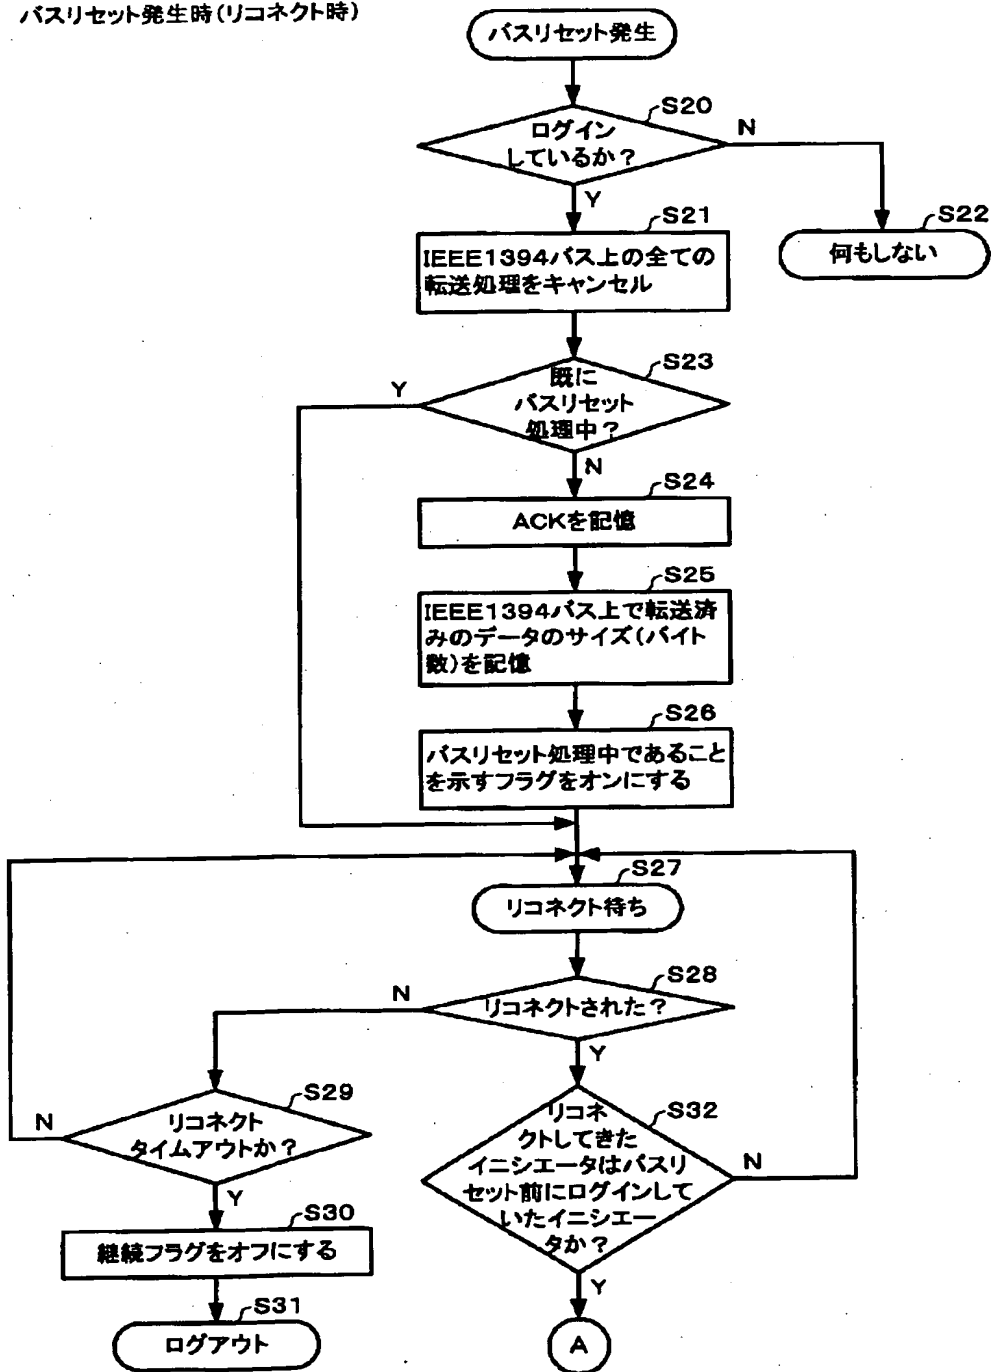 バスリセット発生時(リコネクト時)
バスリセット発生
S20
ログイン
しているか?
N
Y
S21
IEEE1394バス上の全ての
転送処理をキャンセル
S22
何もしない
S23
既に
バスリセット
処理中?
Y
N
S24
ACKを記憶
S25
IEEE1394バス上で転送済
みのデータのサイズ(バイト
数)を記憶
S26
バスリセット処理中であること
を示すフラグをオンにする
S27
リコネクト待ち
S28
リコネクトされた?
N
Y
S29
リコネクト
タイムアウトか?
N
Y
S30
継続フラグをオフにする
S31
ログアウト
S32
リコネ
クトしてきた
イニシエータはバスリ
セット前にログインして
いたイニシエー
タか?
N
Y
A